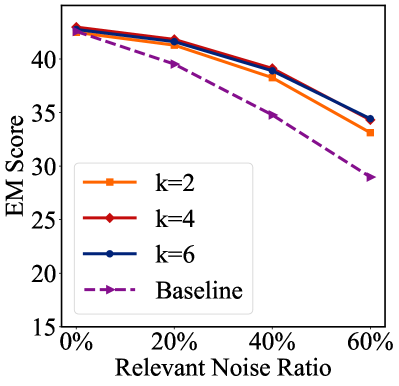 EM Score
40
35
30
25
20
15
k=2
k=4
k=6
Baseline
0%
20%
40%
60%
Relevant Noise Ratio